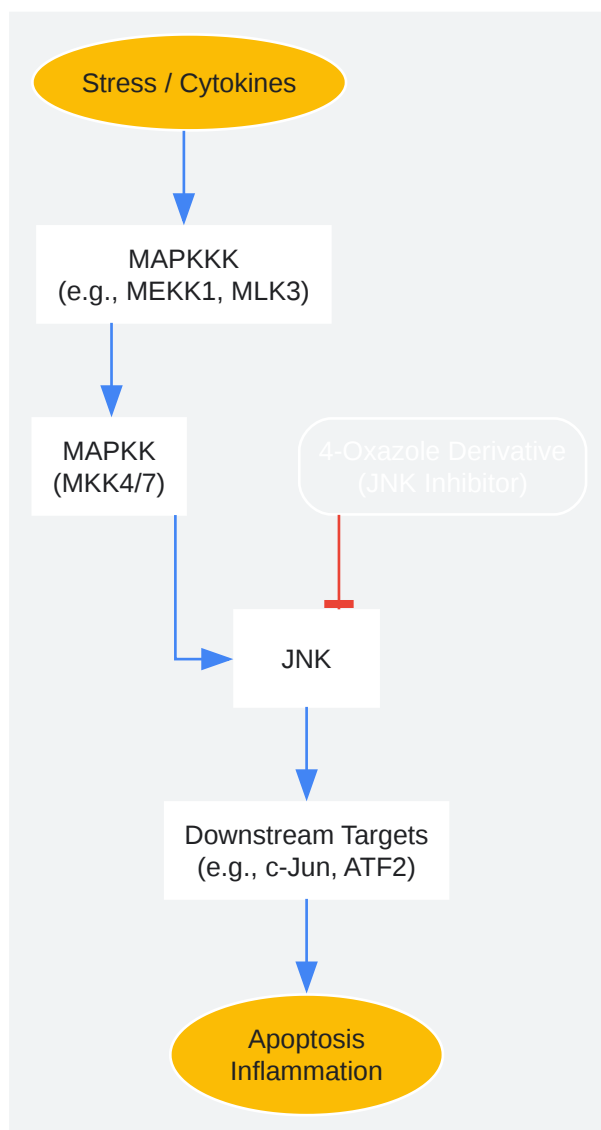 Stress / Cytokines
MAPKKK
(e.g., MEKK1, MLK3)
MAPKK
(MKK4/7)
4-Oxazole Derivative
(JNK Inhibitor)
JNK
Downstream Targets
(e.g., c-Jun, ATF2)
Apoptosis
Inflammation